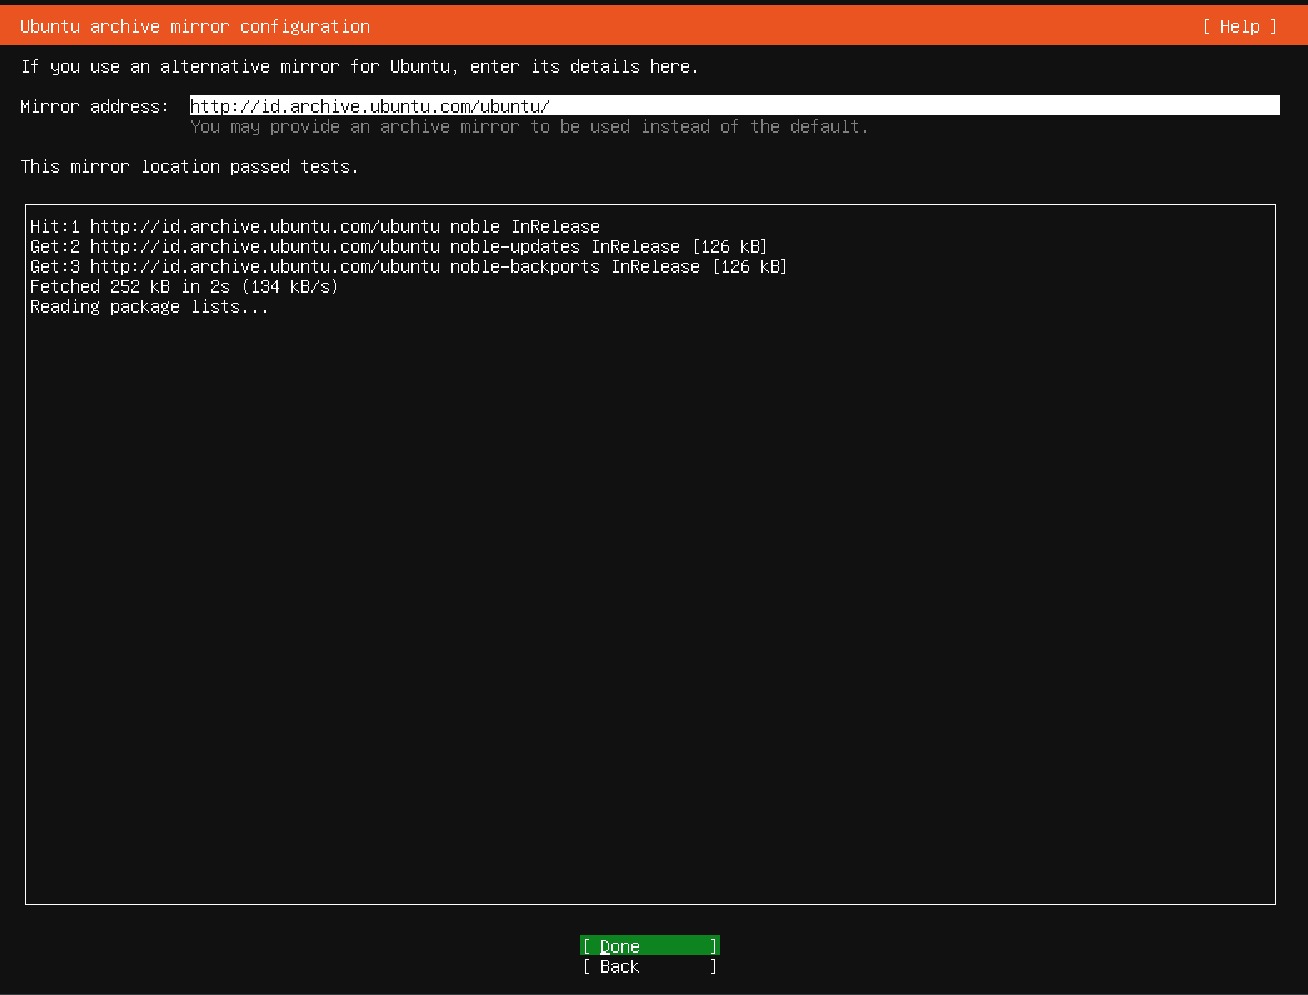 Ubuntu archive mirror configuration [ Help ]
If you use an alternative mirror for Ubuntu, enter its details here.
Mirror address: http://id.archive.ubuntu.com/ubuntu/
You may provide an archive mirror to be used instead of the default.
This mirror location passed tests.
Hit:1 http://id.archive.ubuntu.com/ubuntu noble InRelease
Get:2 http://id.archive.ubuntu.com/ubuntu noble-updates InRelease [126 kB]
Get:3 http://id.archive.ubuntu.com/ubuntu noble-backports InRelease [126 kB]
Fetched 252 kB in 2s (134 kB/s)
Reading package lists...
[ Done ]
[ Back ]